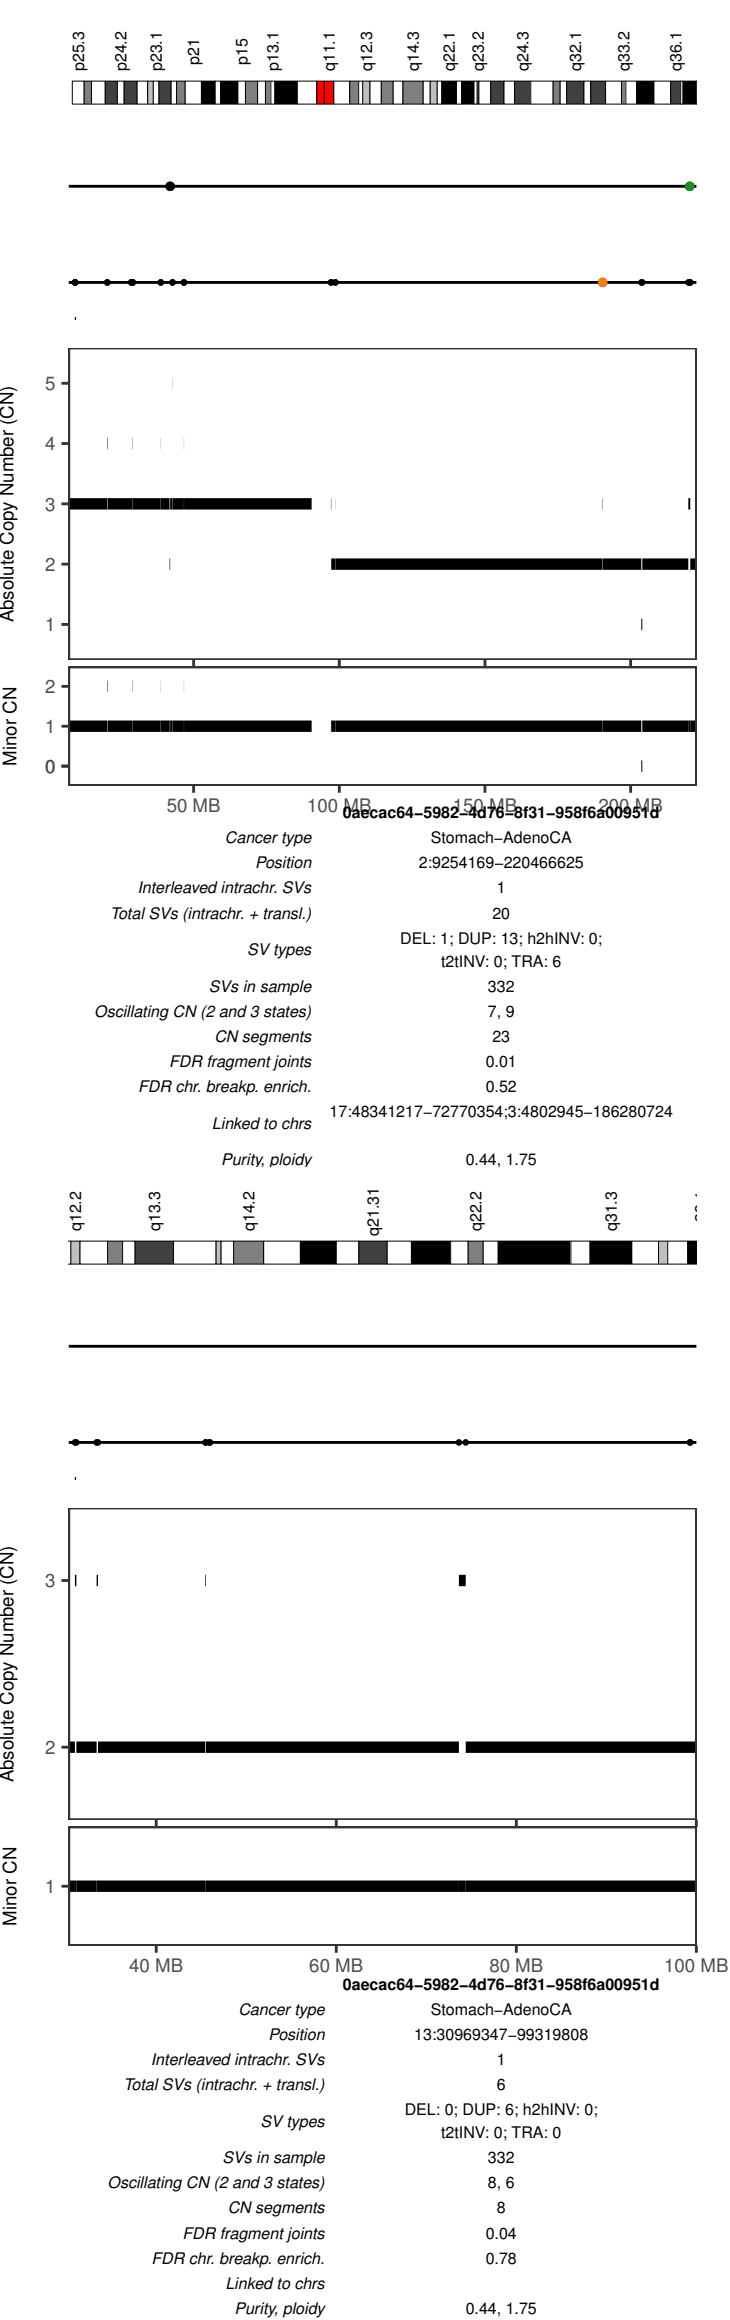 p25.3 p24.2 p23.1 p21 p15 p13.1 q11.1 q12.3 q14.3 q22.1 q23.2 q24.3 q32.1 q33.2 q36.1
Absolute Copy Number (CN)
5
4
3
2
1
Minor CN
2
1
0
50 MB 100 MB 150 MB 200 MB
0aecac64−5982−4d76−8f31−958f6a00951d
Cancer type Stomach−AdenoCA
Position 2:9254169−220466625
Interleaved intrachr. SVs 1
Total SVs (intrachr. + transl.) 20
SV types DEL: 1; DUP: 13; h2hINV: 0;
t2tINV: 0; TRA: 6
SVs in sample 332
Oscillating CN (2 and 3 states) 7, 9
CN segments 23
FDR fragment joints 0.01
FDR chr. breakp. enrich. 0.52
Linked to chrs 17:48341217−72770354;3:4802945−186280724
Purity, ploidy 0.44, 1.75
q12.2 q13.3 q14.2 q21.31 q22.2 q31.3
Absolute Copy Number (CN)
3
2
Minor CN
1
40 MB 60 MB 80 MB 100 MB
0aecac64−5982−4d76−8f31−958f6a00951d
Cancer type Stomach−AdenoCA
Position 13:30969347−99319808
Interleaved intrachr. SVs 1
Total SVs (intrachr. + transl.) 6
SV types DEL: 0; DUP: 6; h2hINV: 0;
t2tINV: 0; TRA: 0
SVs in sample 332
Oscillating CN (2 and 3 states) 8, 6
CN segments 8
FDR fragment joints 0.04
FDR chr. breakp. enrich. 0.78
Linked to chrs
Purity, ploidy 0.44, 1.75